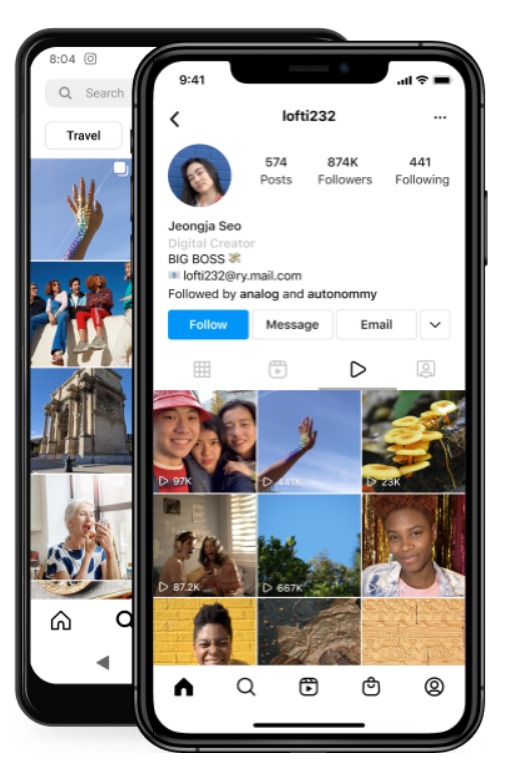 8:04
Search
Travel
9:41
lofti232
574 874K 441
Posts Followers Following
Jeongja Seo
Digital Creator
BIG BOSS
lofti232@ry.mail.com
Followed by analog and autonommy
Follow Message Email
97K 441K 23K
87.2K 667K